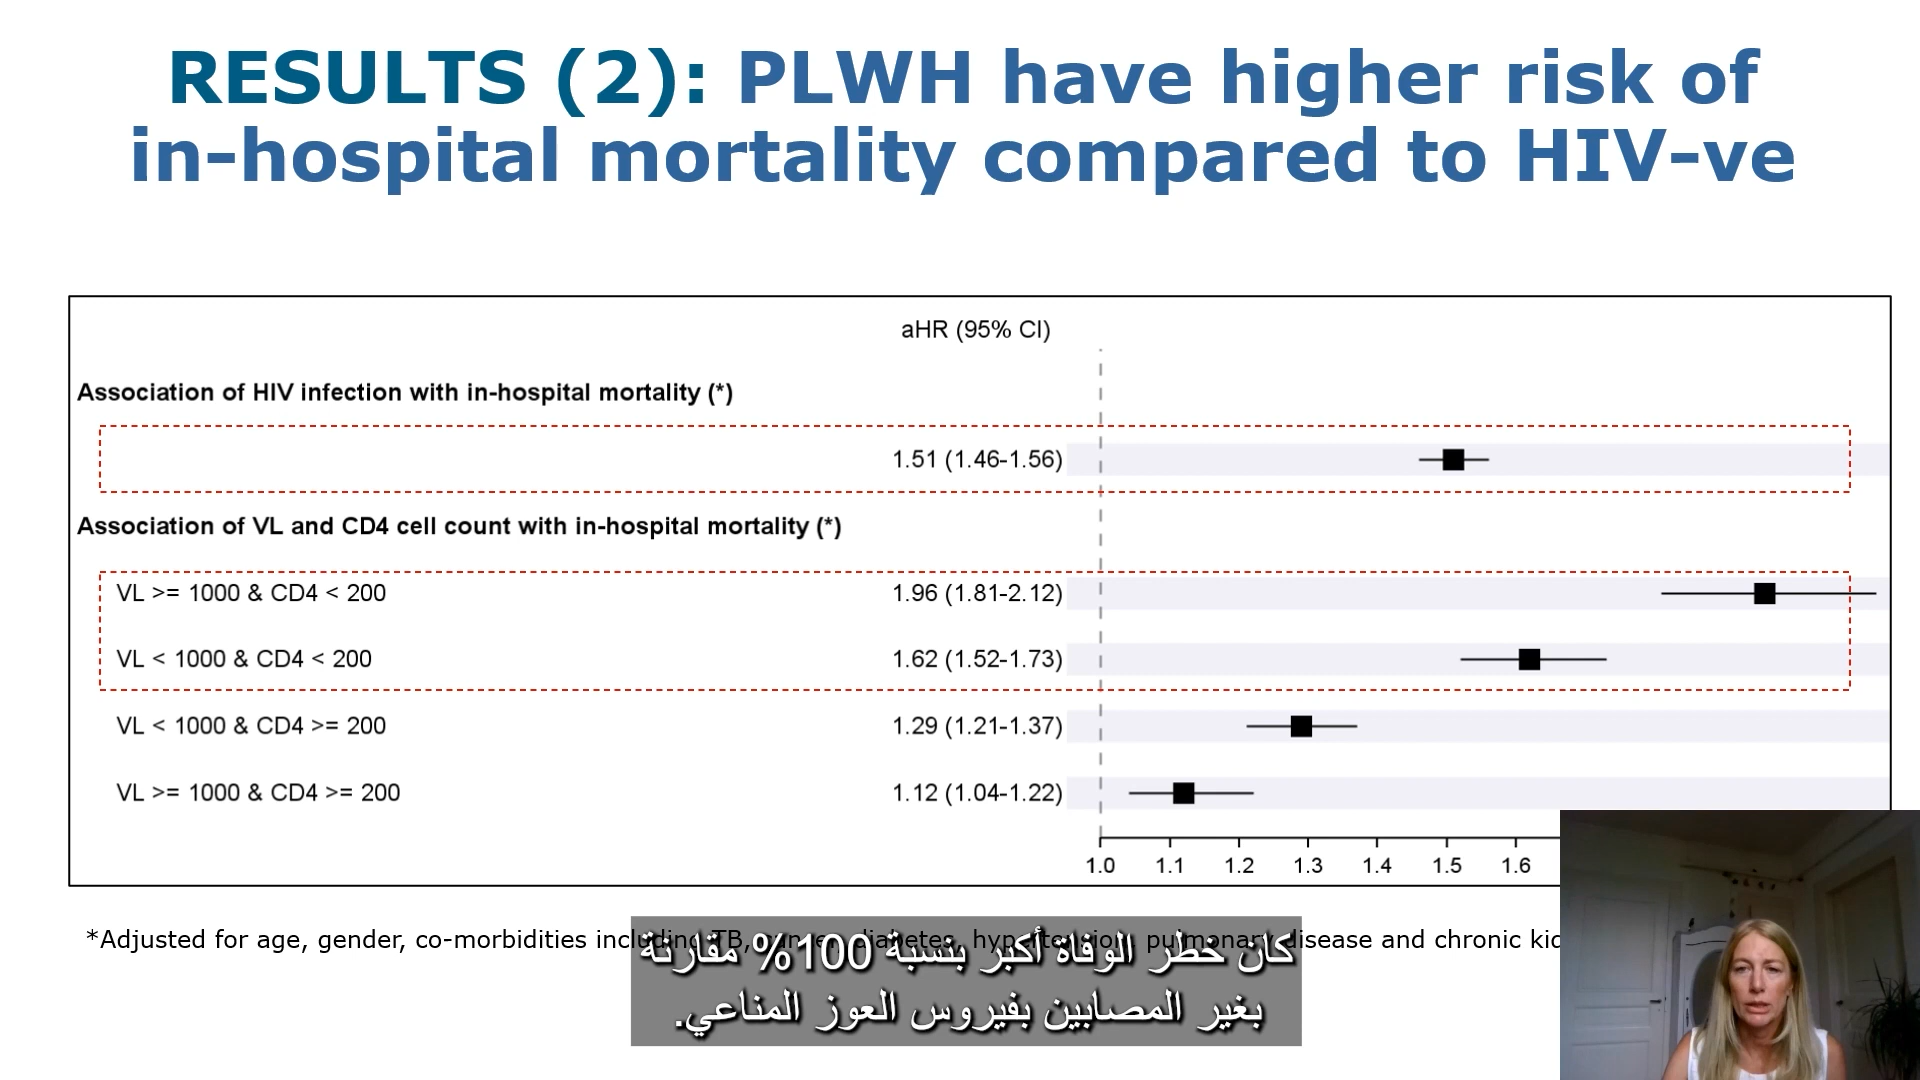 RESULTS (2): PLWH have higher risk of
in-hospital mortality compared to HIV-ve
aHR (95% CI)
Association of HIV infection with in-hospital mortality (*)
1.51 (1.46-1.56)
Association of VL and CD4 cell count with in-hospital mortality (*)
VL >= 1000 & CD4 < 200 1.96 (1.81-2.12)
VL < 1000 & CD4 < 200 1.62 (1.52-1.73)
VL < 1000 & CD4 >= 200 1.29 (1.21-1.37)
VL >= 1000 & CD4 >= 200 1.12 (1.04-1.22)
1.0 1.1 1.2 1.3 1.4 1.5 1.6
*Adjusted for age, gender, co-morbidities including TB, diabetes, hypertension, pulmonary disease and chronic
كان خطر الوفاة أكبر بنسبة 100% مقارنة
بغير المصابين بفيروس العوز المناعي.